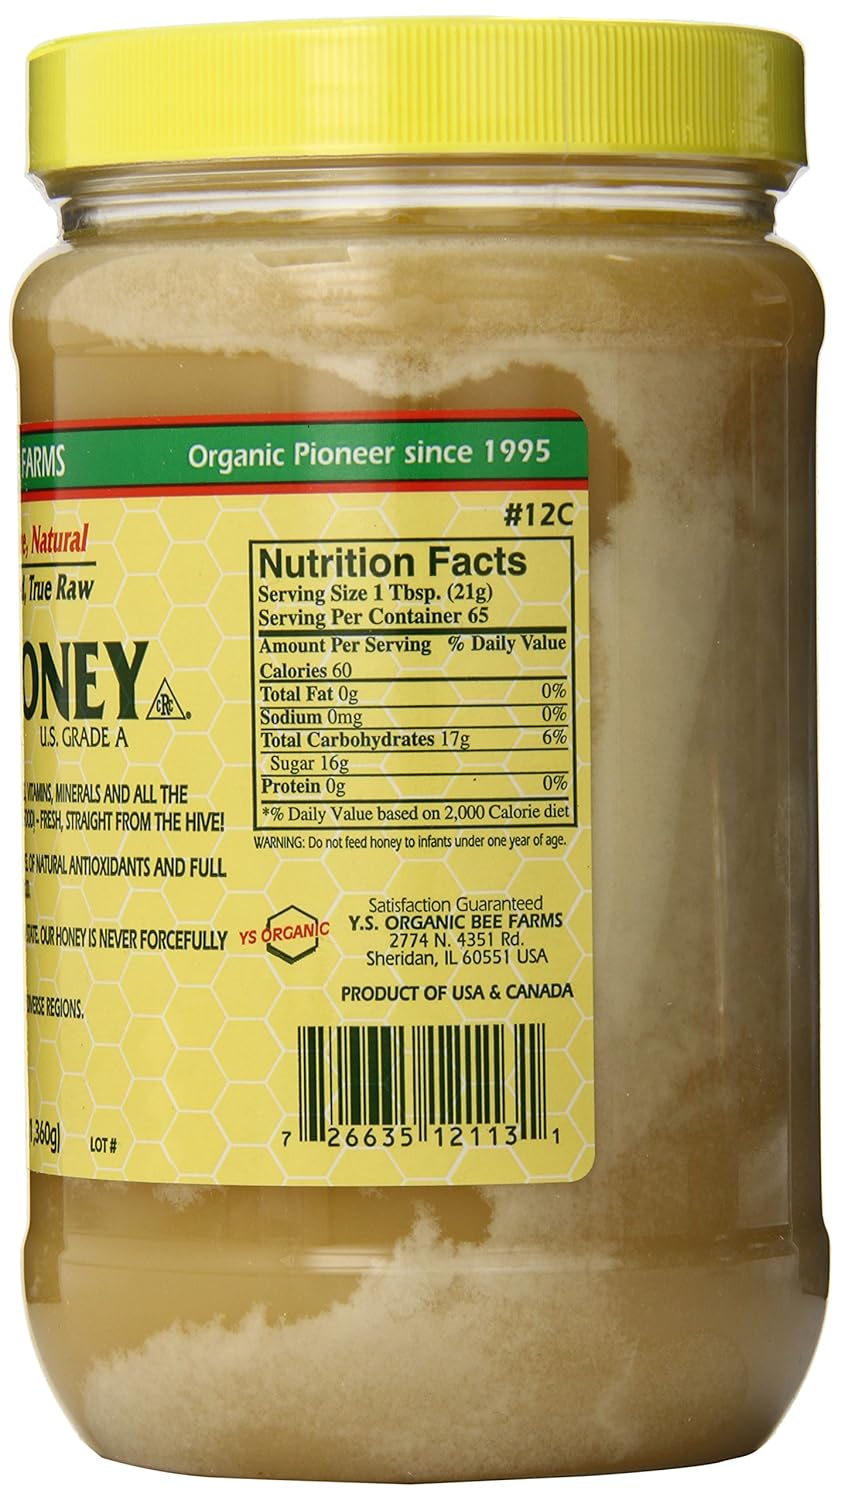 FARMS Organic Pioneer since 1995
#12C
Natural
True Raw
ONEY
CRC
U.S. GRADE A
VITAMINS, MINERALS AND ALL THE
- FRESH, STRAIGHT FROM THE HIVE!
OF NATURAL ANTIOXIDANTS AND FULL
OUR HONEY IS NEVER FORCEFULLY
REGIONS.
1,360g)
LOT #
Nutrition Facts
Serving Size 1 Tbsp. (21g)
Serving Per Container 65
Amount Per Serving % Daily Value
Calories 60
Total Fat 0g 0%
Sodium 0mg 0%
Total Carbohydrates 17g 6%
Sugar 16g
Protein 0g 0%
*% Daily Value based on 2,000 Calorie diet
WARNING: Do not feed honey to infants under one year of age.
YS ORGANIC
Satisfaction Guaranteed
Y.S. ORGANIC BEE FARMS
2774 N. 4351 Rd.
Sheridan, IL 60551 USA
PRODUCT OF USA & CANADA
7 26635 12113 1